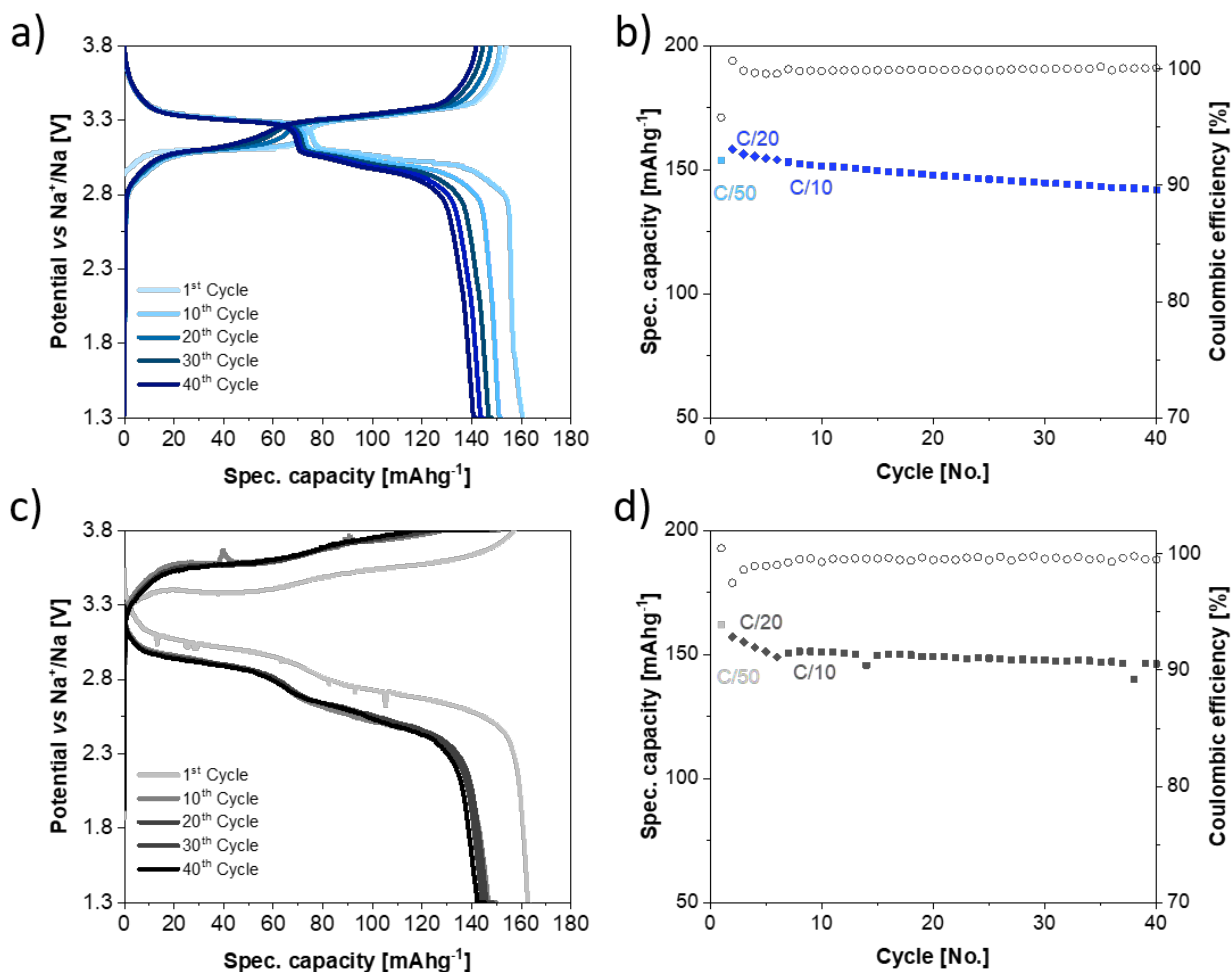 a)
3.8
3.3
2.8
2.3
1.8
1.3
Potential vs Na⁺/Na [V]
1st Cycle
10th Cycle
20th Cycle
30th Cycle
40th Cycle
0 20 40 60 80 100 120 140 160 180
Spec. capacity [mAhg⁻¹]
b)
200
150
100
50
Spec. capacity [mAhg⁻¹]
C/20
C/50
C/10
100
90
80
70
Coulombic efficiency [%]
0 10 20 30 40
Cycle [No.]
c)
3.8
3.3
2.8
2.3
1.8
1.3
Potential vs Na⁺/Na [V]
1st Cycle
10th Cycle
20th Cycle
30th Cycle
40th Cycle
0 20 40 60 80 100 120 140 160 180
Spec. capacity [mAhg⁻¹]
d)
200
150
100
50
Spec. capacity [mAhg⁻¹]
C/20
C/50
C/10
100
90
80
70
Coulombic efficiency [%]
0 10 20 30 40
Cycle [No.]